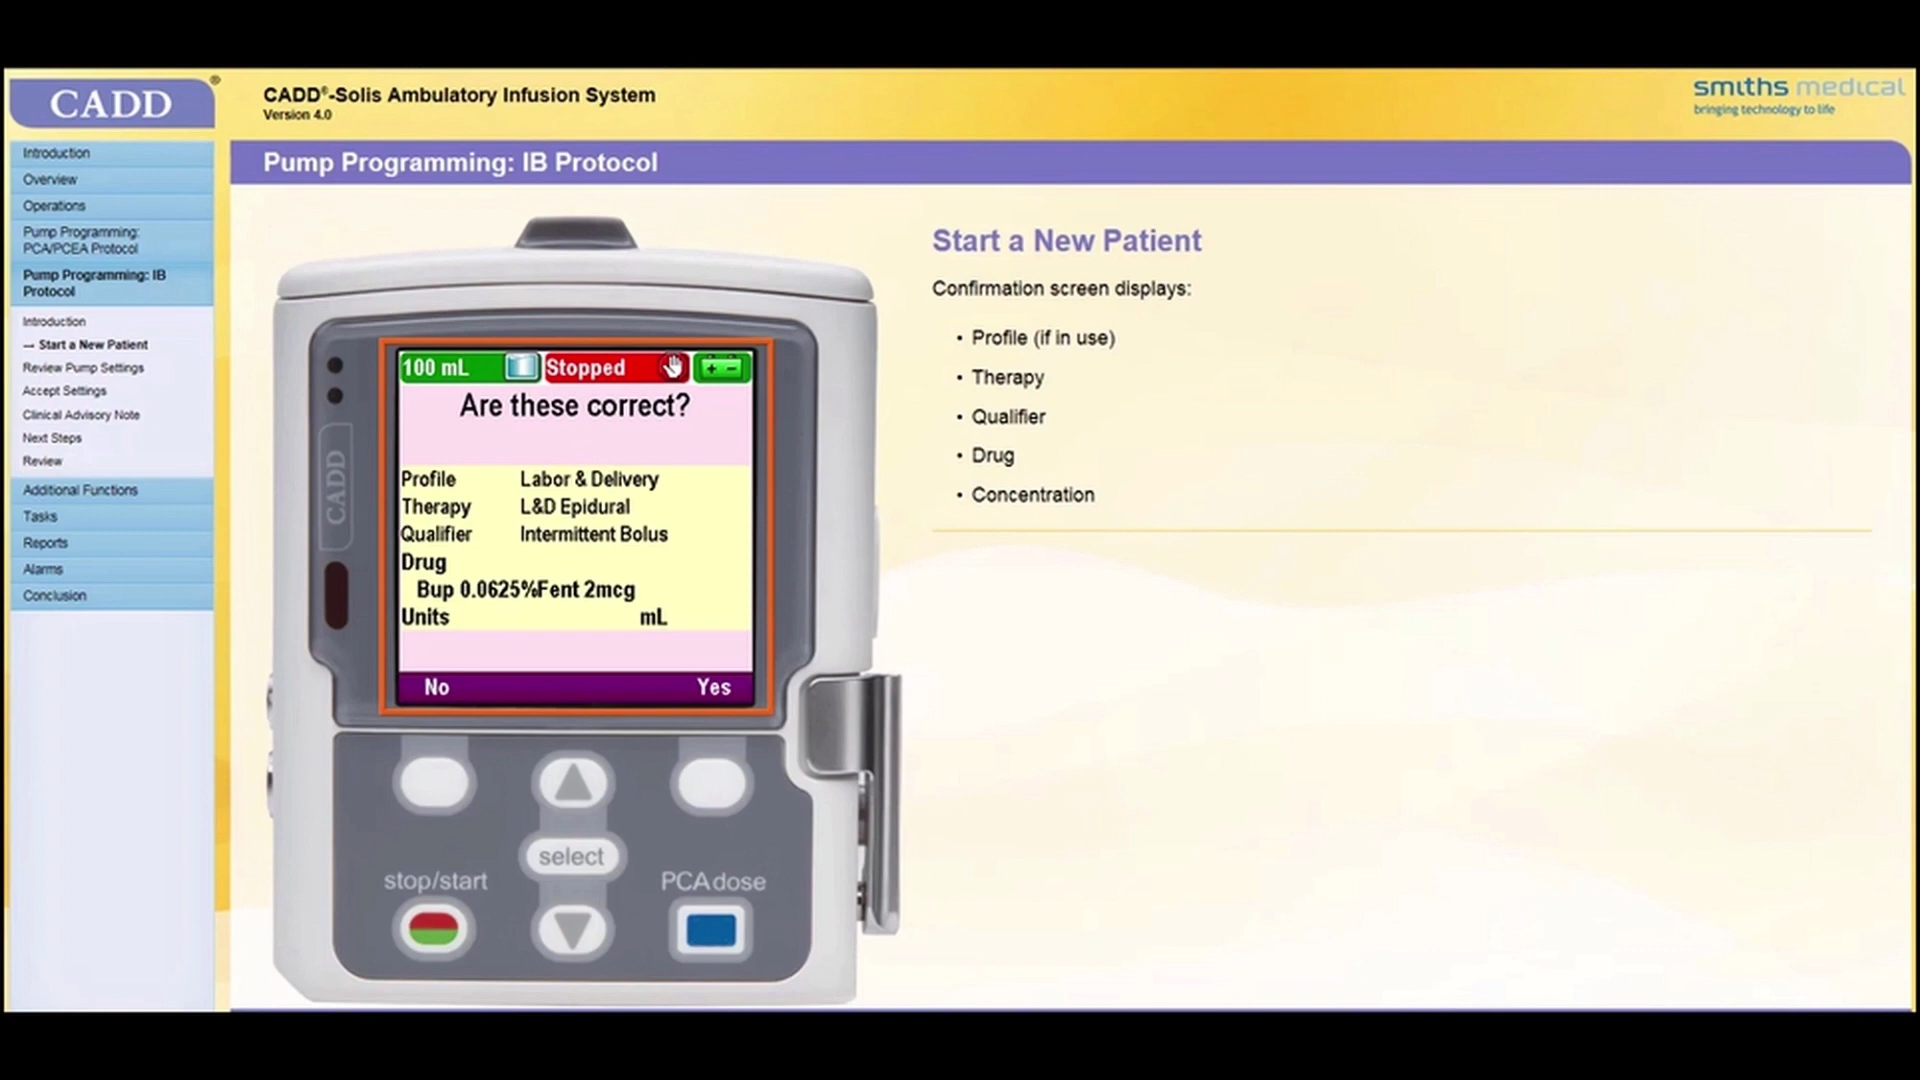 CADD®
CADD®-Solis Ambulatory Infusion System
Version 4.0
smiths medical
bringing technology to life
Introduction
Overview
Operations
Pump Programming:
PCA/PCEA Protocol
Pump Programming: IB
Protocol
Introduction
→ Start a New Patient
Review Pump Settings
Accept Settings
Clinical Advisory Note
Next Steps
Review
Additional Functions
Tasks
Reports
Alarms
Conclusion
Pump Programming: IB Protocol
CADD
100 mL Stopped
Are these correct?
Profile Labor & Delivery
Therapy L&D Epidural
Qualifier Intermittent Bolus
Drug
Bup 0.0625%Fent 2mcg
Units mL
No Yes
select
stop/start PCA dose
Start a New Patient
Confirmation screen displays:
• Profile (if in use)
• Therapy
• Qualifier
• Drug
• Concentration